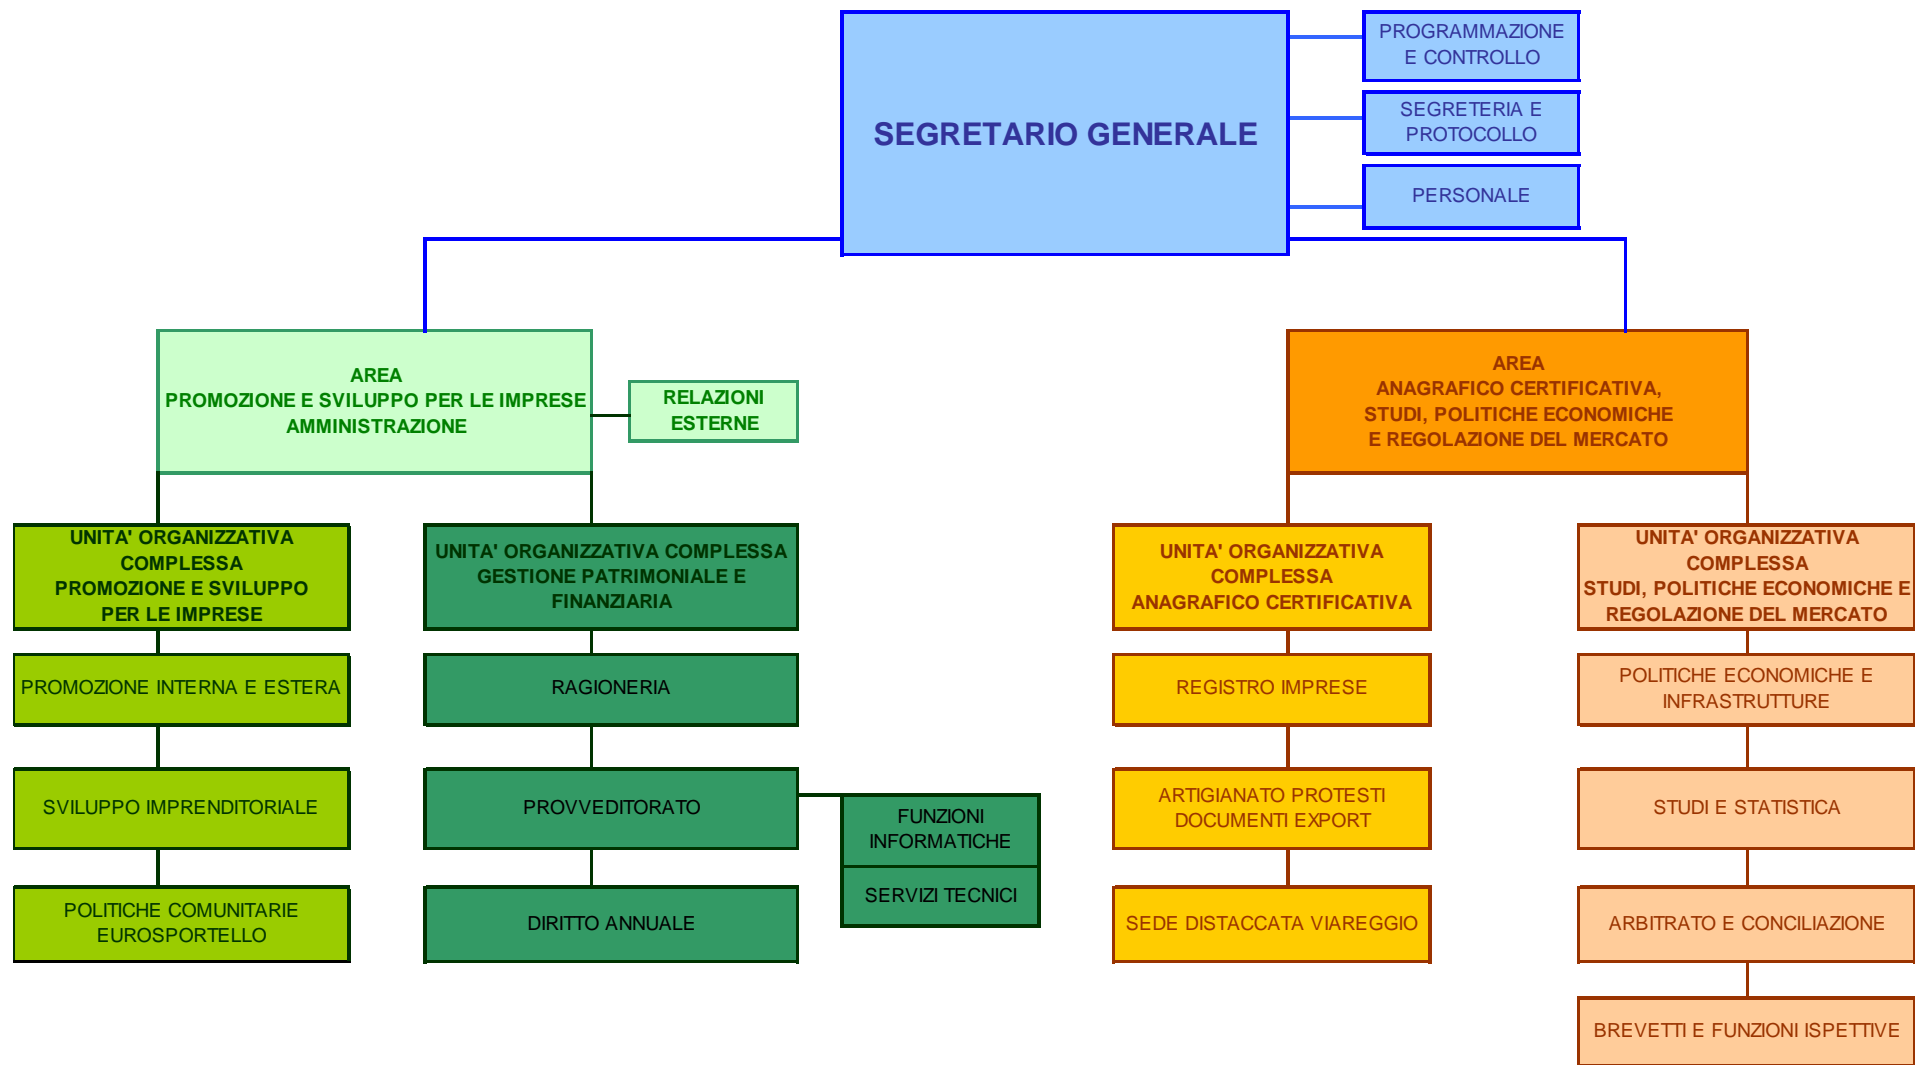 SEGRETARIO GENERALE
PROGRAMMAZIONE
E CONTROLLO
SEGRETERIA E
PROTOCOLLO
PERSONALE
AREA
PROMOZIONE E SVILUPPO PER LE IMPRESE
AMMINISTRAZIONE
RELAZIONI
ESTERNE
AREA
ANAGRAFICO CERTIFICATIVA,
STUDI, POLITICHE ECONOMICHE
E REGOLAZIONE DEL MERCATO
UNITA' ORGANIZZATIVA
COMPLESSA
PROMOZIONE E SVILUPPO
PER LE IMPRESE
UNITA' ORGANIZZATIVA COMPLESSA
GESTIONE PATRIMONIALE E
FINANZIARIA
UNITA' ORGANIZZATIVA
COMPLESSA
ANAGRAFICO CERTIFICATIVA
UNITA' ORGANIZZATIVA
COMPLESSA
STUDI, POLITICHE ECONOMICHE E
REGOLAZIONE DEL MERCATO
PROMOZIONE INTERNA E ESTERA
RAGIONERIA
REGISTRO IMPRESE
POLITICHE ECONOMICHE E
INFRASTRUTTURE
SVILUPPO IMPRENDITORIALE
PROVVEDITORATO
FUNZIONI
INFORMATICHE
SERVIZI TECNICI
ARTIGIANATO PROTESTI
DOCUMENTI EXPORT
STUDI E STATISTICA
POLITICHE COMUNITARIE
EUROSPORTELLO
DIRITTO ANNUALE
SEDE DISTACCATA VIAREGGIO
ARBITRATO E CONCILIAZIONE
BREVETTI E FUNZIONI ISPETTIVE